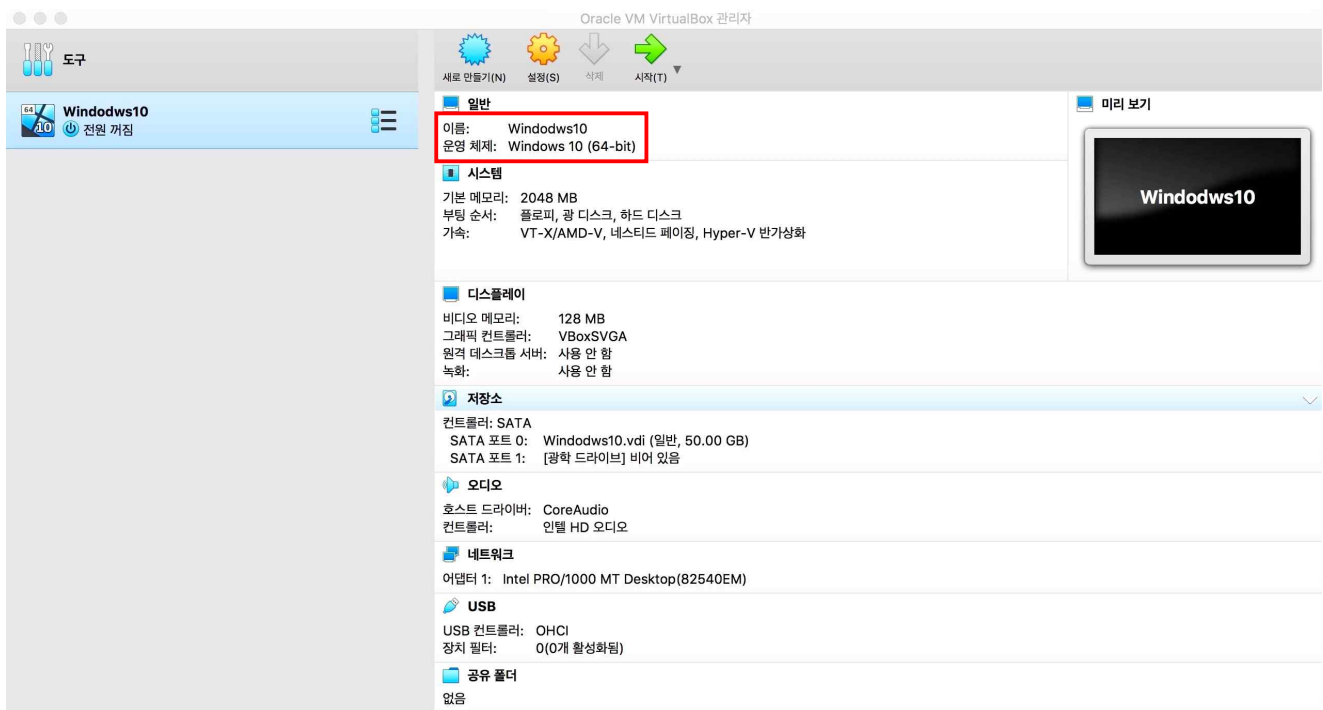 Oracle VM VirtualBox 관리자
도구
새로 만들기(N) 설정(S) 삭제 시작(T)
64
10
Windodws10
전원 꺼짐
일반
이름: Windodws10
운영 체제: Windows 10 (64-bit)
미리 보기
Windodws10
시스템
기본 메모리: 2048 MB
부팅 순서: 플로피, 광 디스크, 하드 디스크
가속: VT-X/AMD-V, 네스티드 페이징, Hyper-V 반가상화
디스플레이
비디오 메모리: 128 MB
그래픽 컨트롤러: VBoxSVGA
원격 데스크톱 서버: 사용 안 함
녹화: 사용 안 함
저장소
컨트롤러: SATA
SATA 포트 0: Windodws10.vdi (일반, 50.00 GB)
SATA 포트 1: [광학 드라이브] 비어 있음
오디오
호스트 드라이버: CoreAudio
컨트롤러: 인텔 HD 오디오
네트워크
어댑터 1: Intel PRO/1000 MT Desktop(82540EM)
USB
USB 컨트롤러: OHCI
장치 필터: 0(0개 활성화됨)
공유 폴더
없음